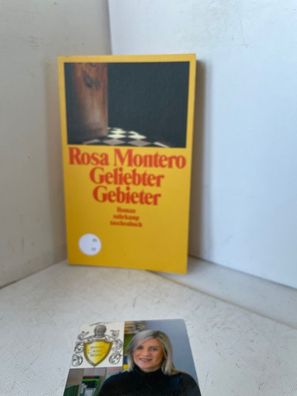 Rosa Montero
Geliebter
Gebieter
Roman
suhrkamp
taschenbuch